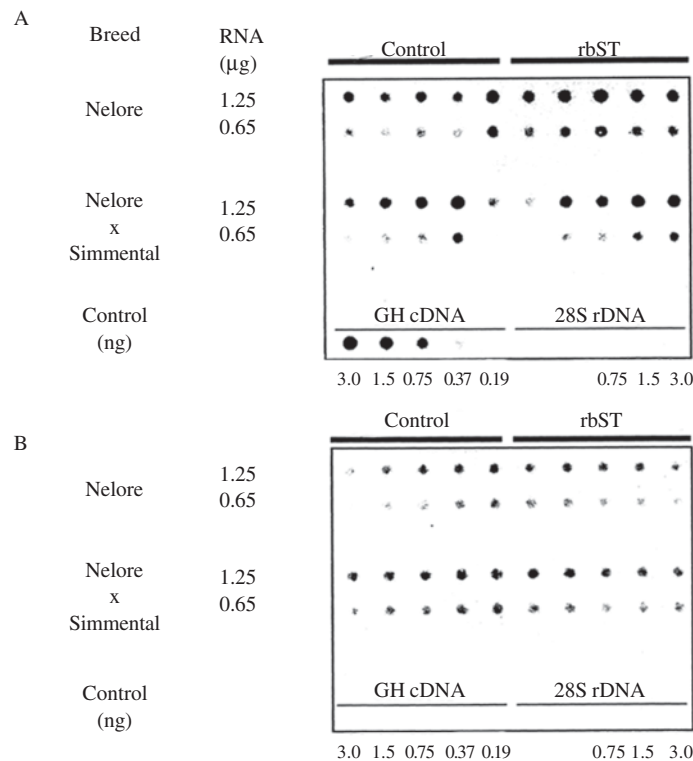 A
Breed
RNA
(µg)
Control
rbST
Nelore
1.25
0.65
Nelore
x
Simmental
1.25
0.65
Control
(ng)
GH cDNA
28S rDNA
3.0 1.5 0.75 0.37 0.19 0.75 1.5 3.0
B
Control
rbST
Nelore
1.25
0.65
Nelore
x
Simmental
1.25
0.65
Control
(ng)
GH cDNA
28S rDNA
3.0 1.5 0.75 0.37 0.19 0.75 1.5 3.0